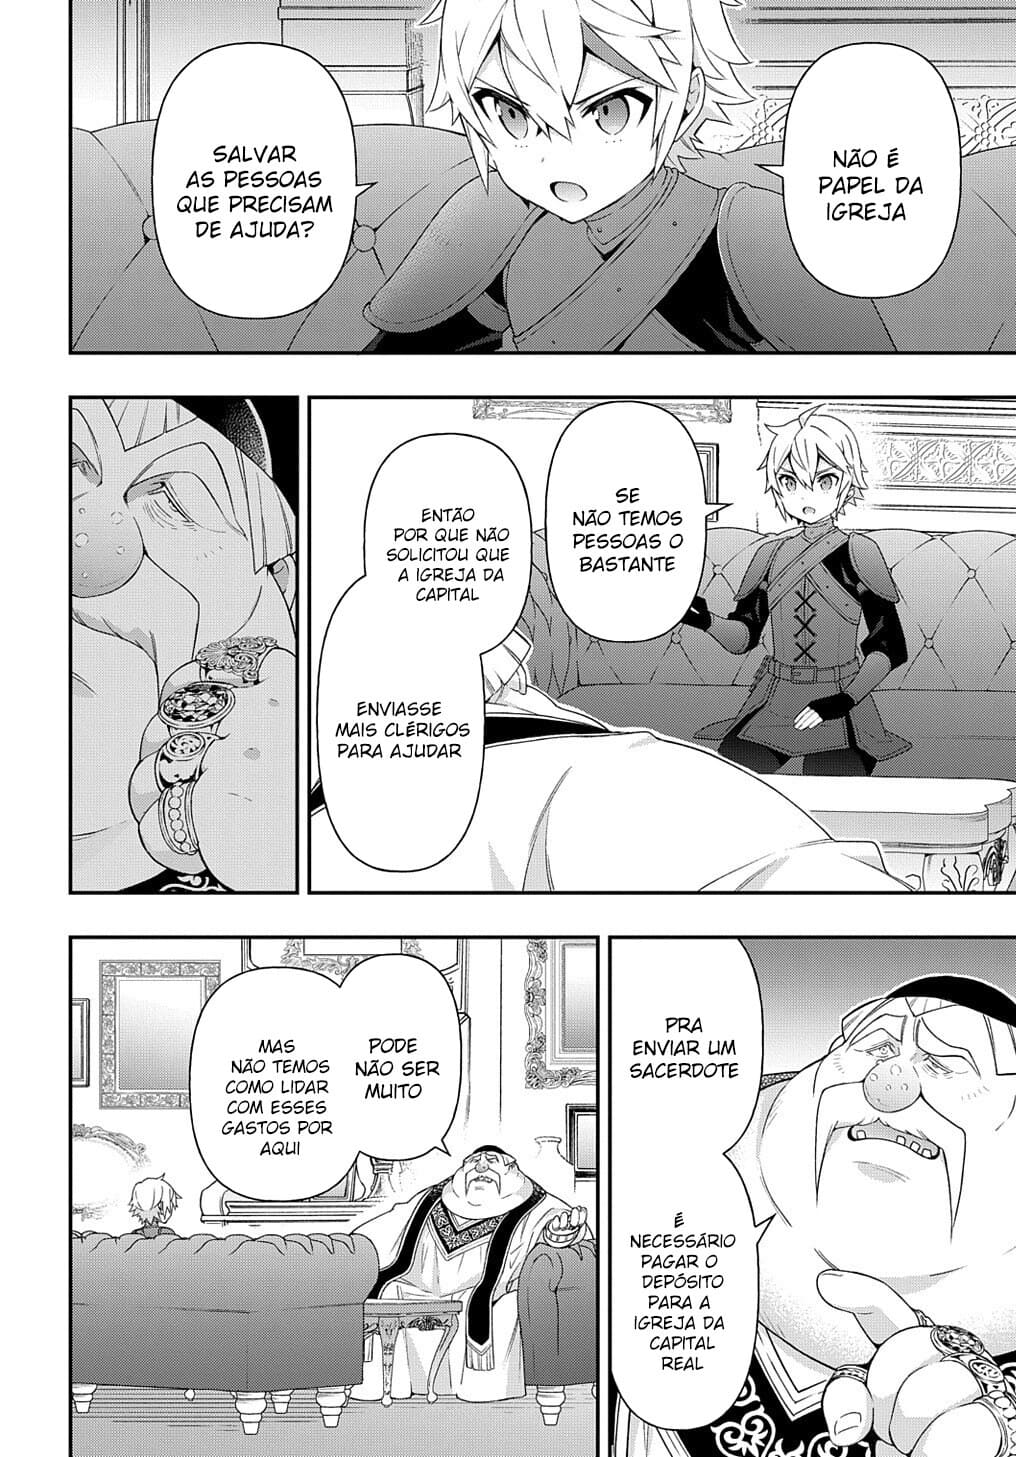 NÃO É
PAPEL DA
IGREJA
SALVAR
AS PESSOAS
QUE PRECISAM
DE AJUDA?
SE
NÃO TEMOS
PESSOAS O
BASTANTE
ENTÃO
POR QUE NÃO
SOLICITOU QUE
A IGREJA DA
CAPITAL
ENVIASSE
MAIS CLÉRIGOS
PARA AJUDAR
PRA
ENVIAR UM
SACERDOTE
É
NECESSÁRIO
PAGAR O
DEPÓSITO
PARA A
IGREJA DA
CAPITAL
REAL
PODE
NÃO SER
MUITO
MAS
NÃO TEMOS
COMO LIDAR
COM ESSES
GASTOS POR
AQUI